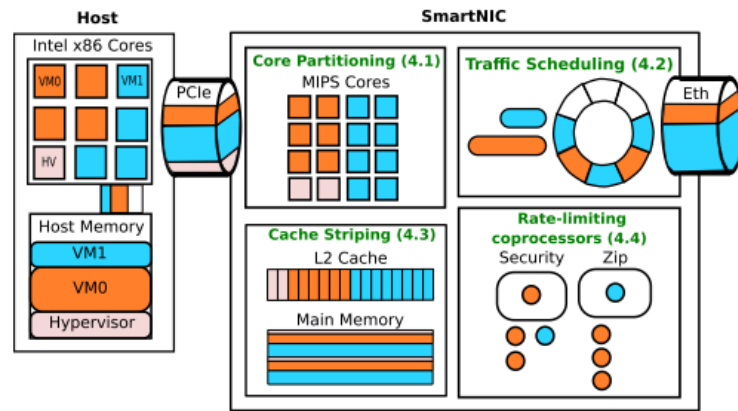 Host
Intel x86 Cores
VM0
VM1
HV
Host Memory
VM1
VM0
Hypervisor
PCIe
SmartNIC
Core Partitioning (4.1)
MIPS Cores
Traffic Scheduling (4.2)
Eth
Cache Striping (4.3)
L2 Cache
Main Memory
Rate-limiting
coprocessors (4.4)
Security
Zip